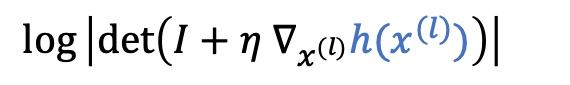 log |det(I + η ∇ₓ₍ₗ₎ h(x⁽ˡ⁾))|